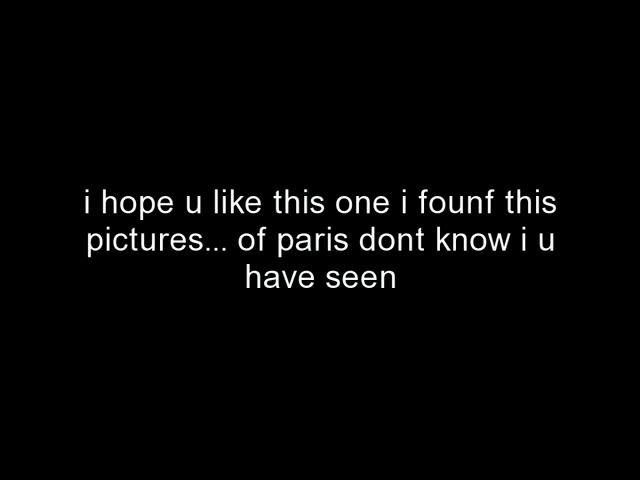 i hope u like this one i founf this
pictures... of paris dont know i u
have seen